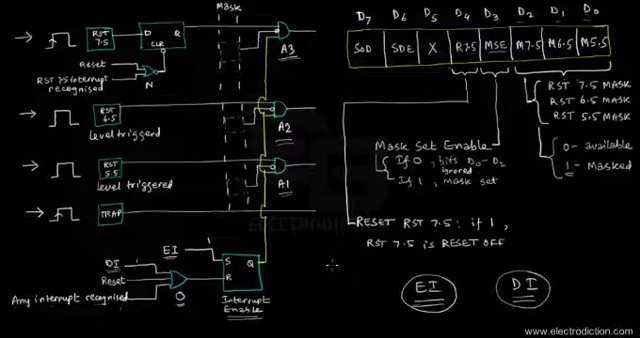 Mask
RST 7.5
D Q
CLK
A3
Reset
RST 7.5 interrupt recognised
N
RST 6.5
level triggerd
A2
RST 5.5
level triggered
A1
TRAP
EI 1
DI 1
Reset
Any interrupt recognised
O
S Q
R
Interrupt Enable
D7 D6 D5 D4 D3 D2 D1 D0
SOD SDE X R7.5 MSE M7.5 M6.5 M5.5
RST 7.5 MASK
RST 6.5 MASK
RST 5.5 MASK
0- available
1- Masked
Mask Set Enable
If 0, bits D0-D2 ignored
If 1, mask set
RESET RST 7.5: if 1,
RST 7.5 is RESET OFF
EI
DI
www.electrodiction.com